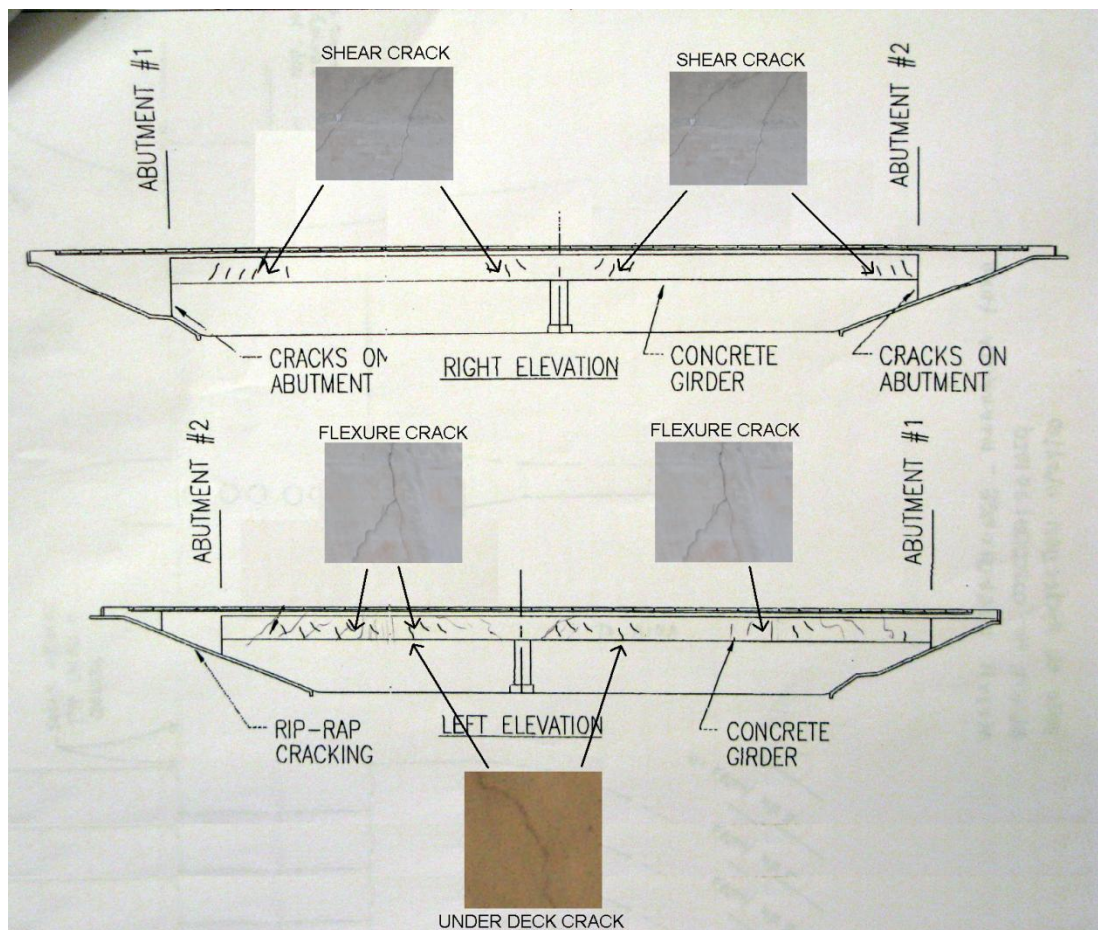 SHEAR CRACK
SHEAR CRACK
ABUTMENT #1
ABUTMENT #2
CRACKS ON
ABUTMENT
RIGHT ELEVATION
CONCRETE
GIRDER
CRACKS ON
ABUTMENT
FLEXURE CRACK
FLEXURE CRACK
ABUTMENT #2
ABUTMENT #1
RIP-RAP
CRACKING
LEFT ELEVATION
CONCRETE
GIRDER
UNDER DECK CRACK